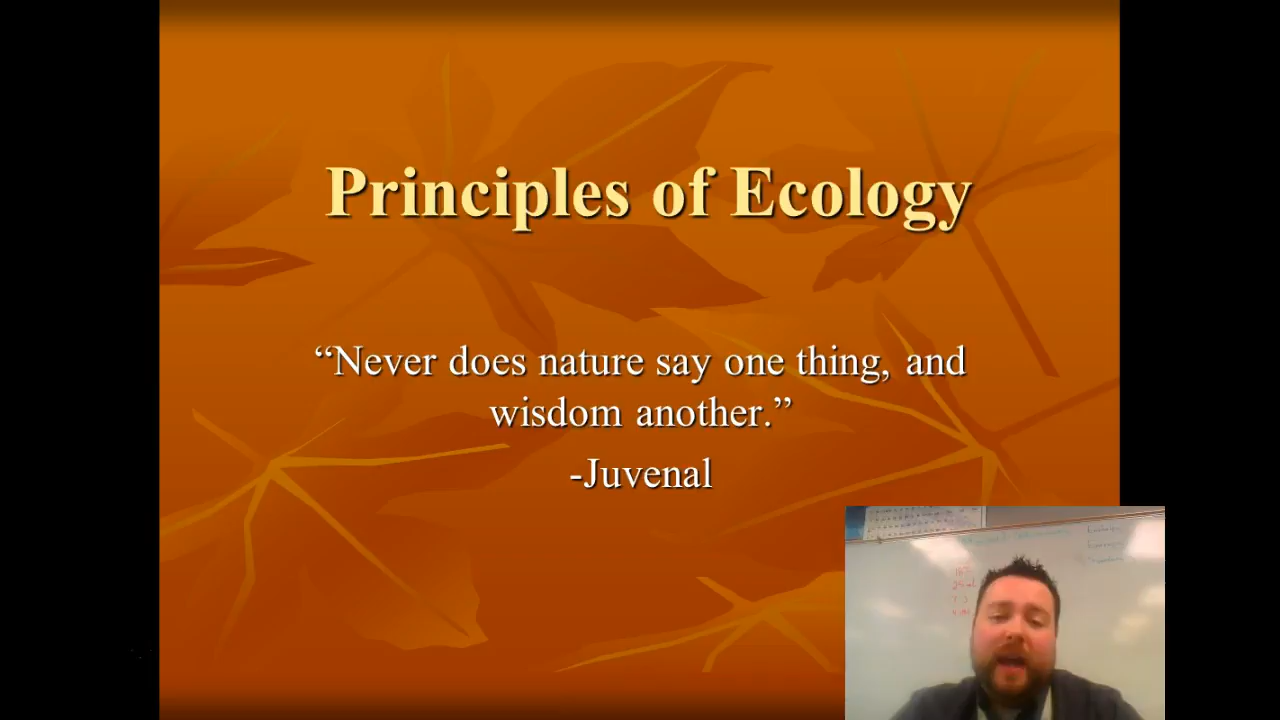 Principles of Ecology
“Never does nature say one thing, and
wisdom another.”
-Juvenal